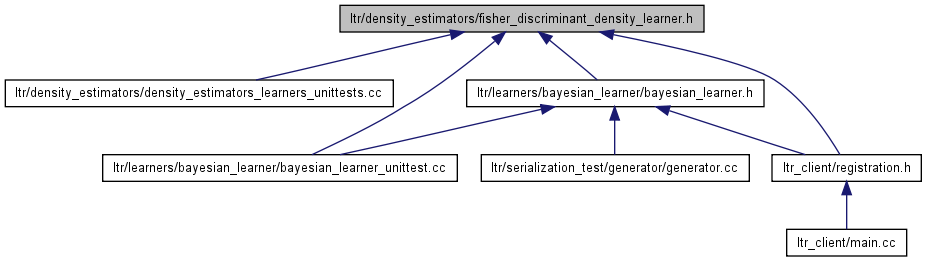 ltr/density_estimators/fisher_discriminant_density_learner.h
ltr/density_estimators/density_estimators_learners_unittests.cc
ltr/learners/bayesian_learner/bayesian_learner.h
ltr/learners/bayesian_learner/bayesian_learner_unittest.cc
ltr/serialization_test/generator/generator.cc
ltr_client/registration.h
ltr_client/main.cc